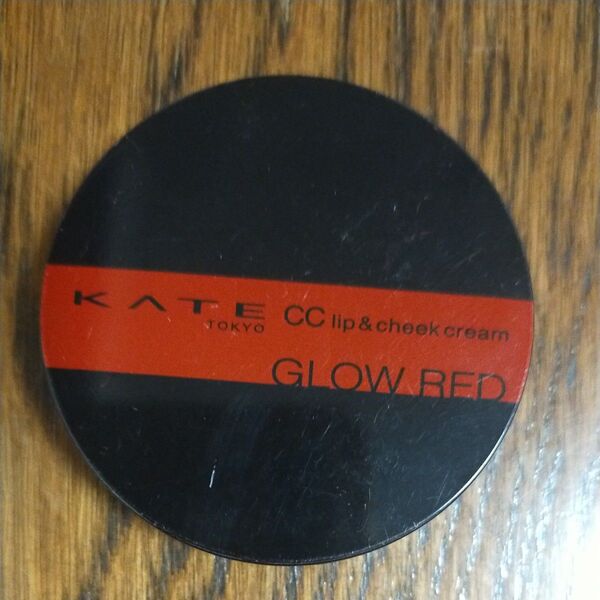 KATE
TOKYO
CC lip&cheek cream
GLOW RED